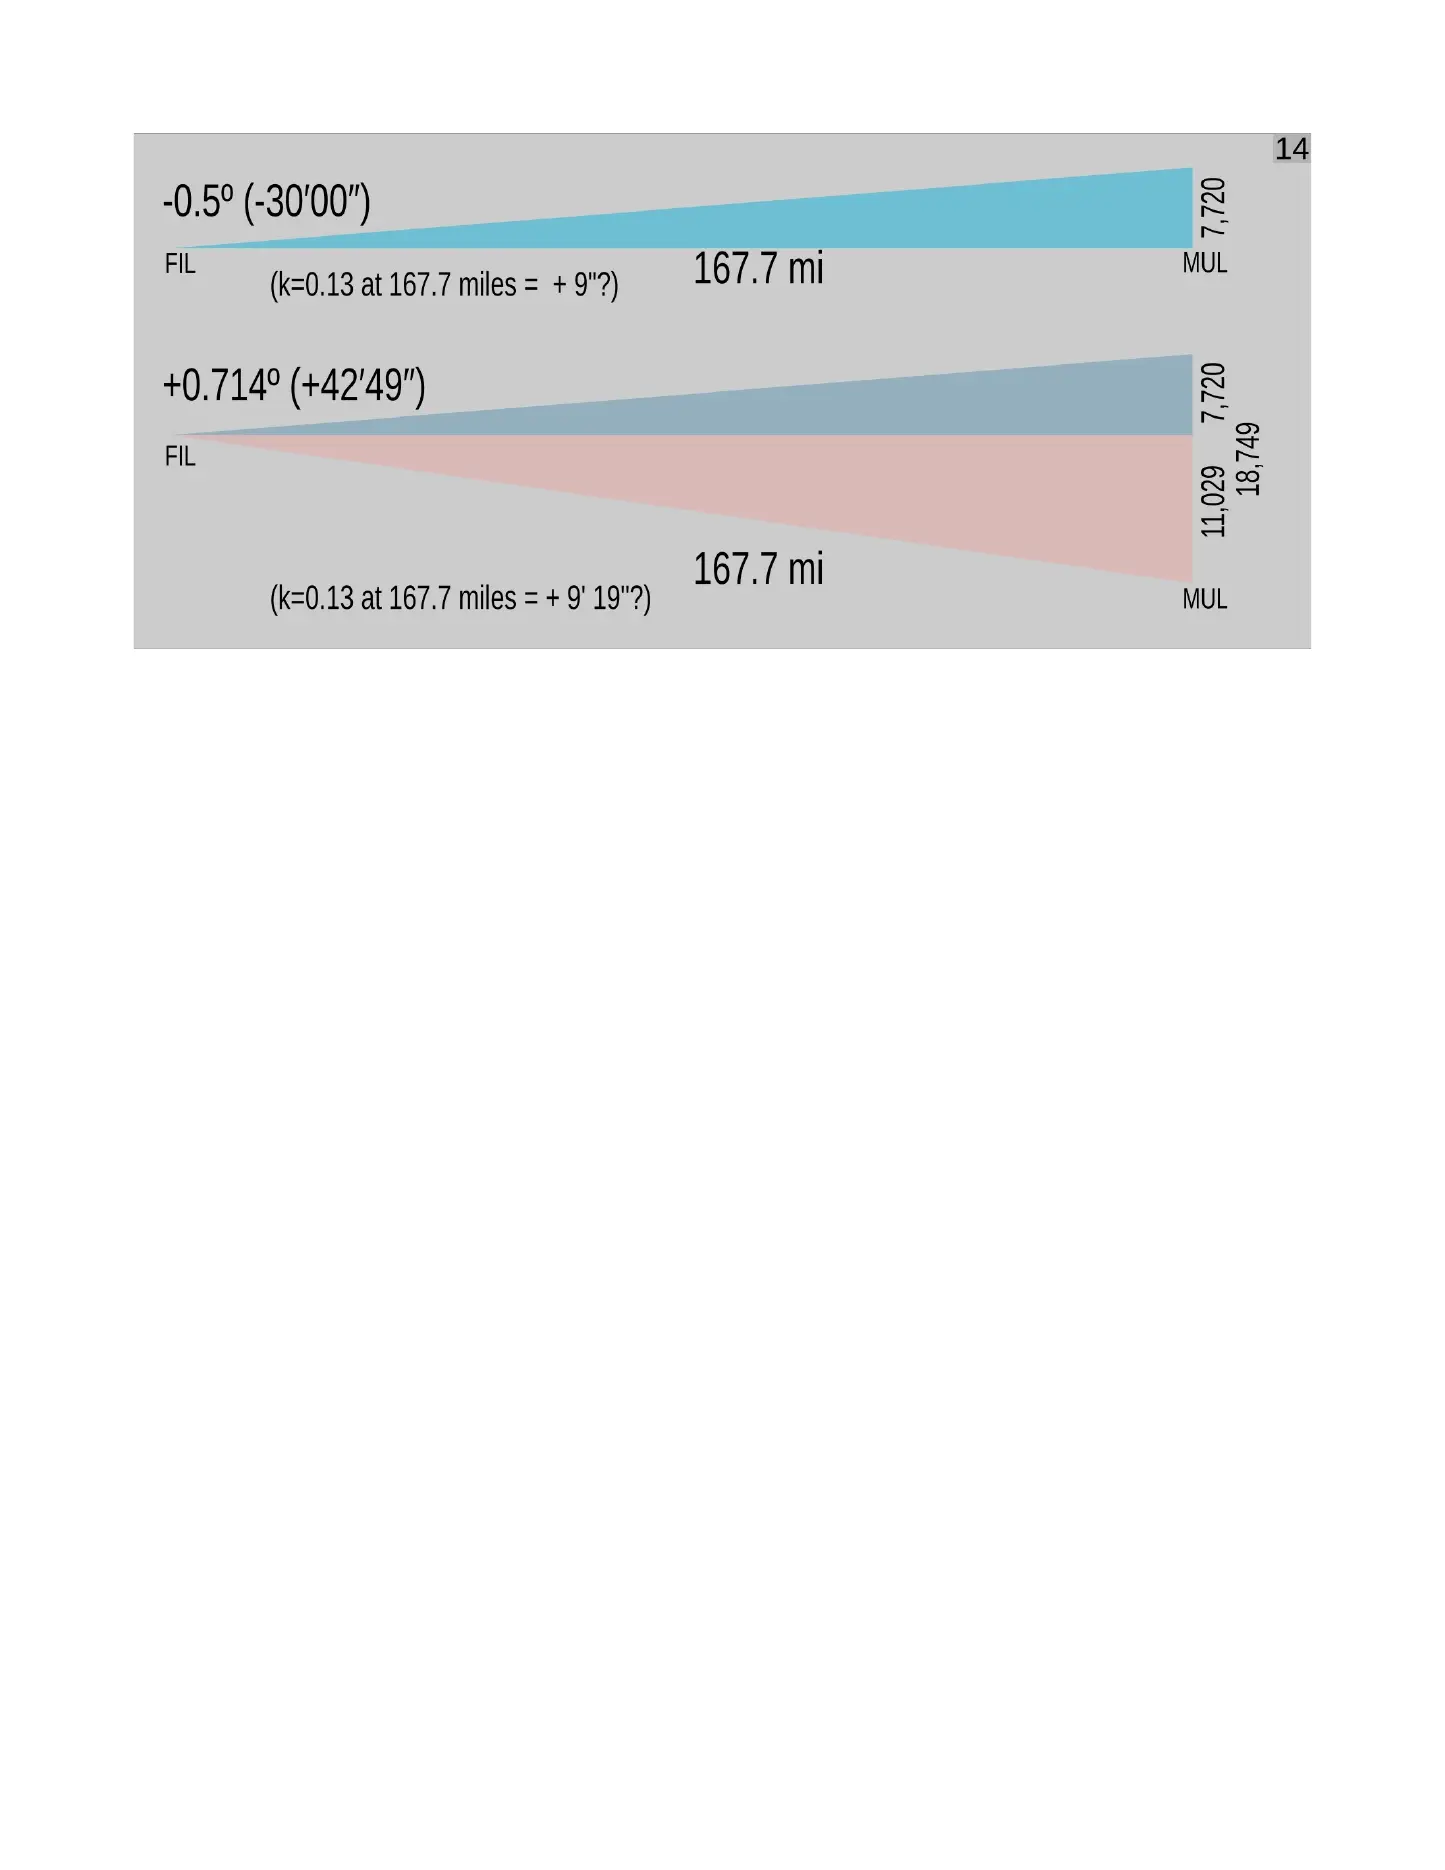 14
-0.5º (-30′00″)
7,720
FIL
(k=0.13 at 167.7 miles =  + 9"?)
167.7 mi
MUL
+0.714º (+42′49″)
7,720
18,749
11,029
FIL
167.7 mi
(k=0.13 at 167.7 miles = + 9' 19"?)
MUL